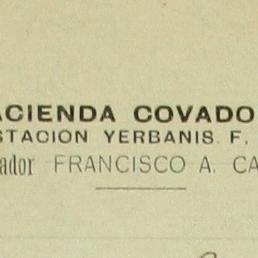 ACIENDA COVADO
STACION YERBANIS. F.
ador FRANCISCO A. CA